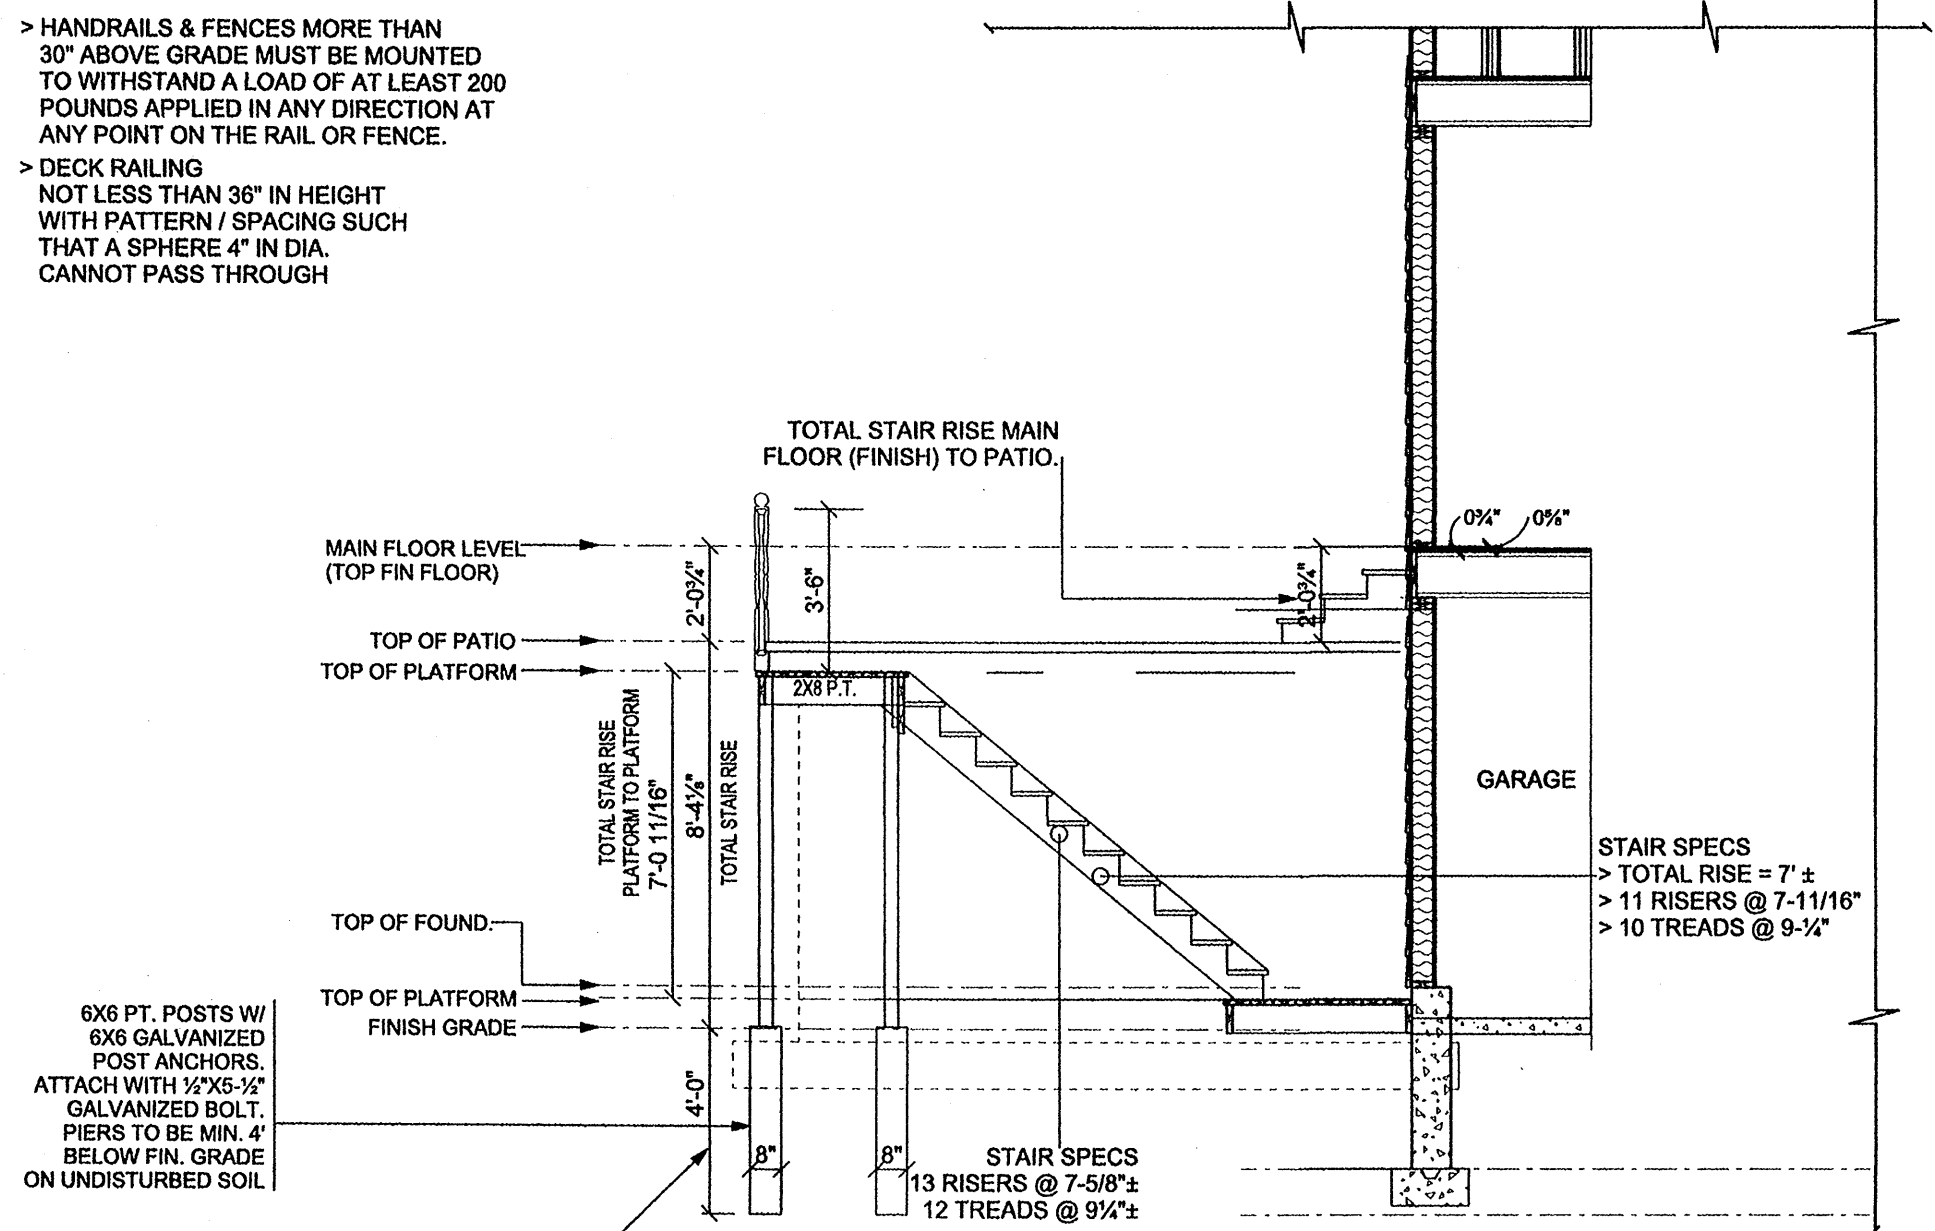 > HANDRAILS & FENCES MORE THAN
30" ABOVE GRADE MUST BE MOUNTED
TO WITHSTAND A LOAD OF AT LEAST 200
POUNDS APPLIED IN ANY DIRECTION AT
ANY POINT ON THE RAIL OR FENCE.
> DECK RAILING
NOT LESS THAN 36" IN HEIGHT
WITH PATTERN / SPACING SUCH
THAT A SPHERE 4" IN DIA.
CANNOT PASS THROUGH
TOTAL STAIR RISE MAIN
FLOOR (FINISH) TO PATIO.
0¾"
0⅝"
MAIN FLOOR LEVEL
(TOP FIN FLOOR)
2'-0¾"
3'-6"
2'-0¾"
TOP OF PATIO
TOP OF PLATFORM
2X8 P.T.
TOTAL STAIR RISE
PLATFORM TO PLATFORM
7'-0 11/16"
8'-4⅛"
TOTAL STAIR RISE
GARAGE
STAIR SPECS
> TOTAL RISE = 7' ±
> 11 RISERS @ 7-11/16"
> 10 TREADS @ 9-¼"
TOP OF FOUND.
TOP OF PLATFORM
FINISH GRADE
6X6 PT. POSTS W/
6X6 GALVANIZED
POST ANCHORS.
ATTACH WITH ½"X5-½"
GALVANIZED BOLT.
PIERS TO BE MIN. 4'
BELOW FIN. GRADE
ON UNDISTURBED SOIL
4'-0"
8"
8"
STAIR SPECS
13 RISERS @ 7-5/8"±
12 TREADS @ 9¼"±